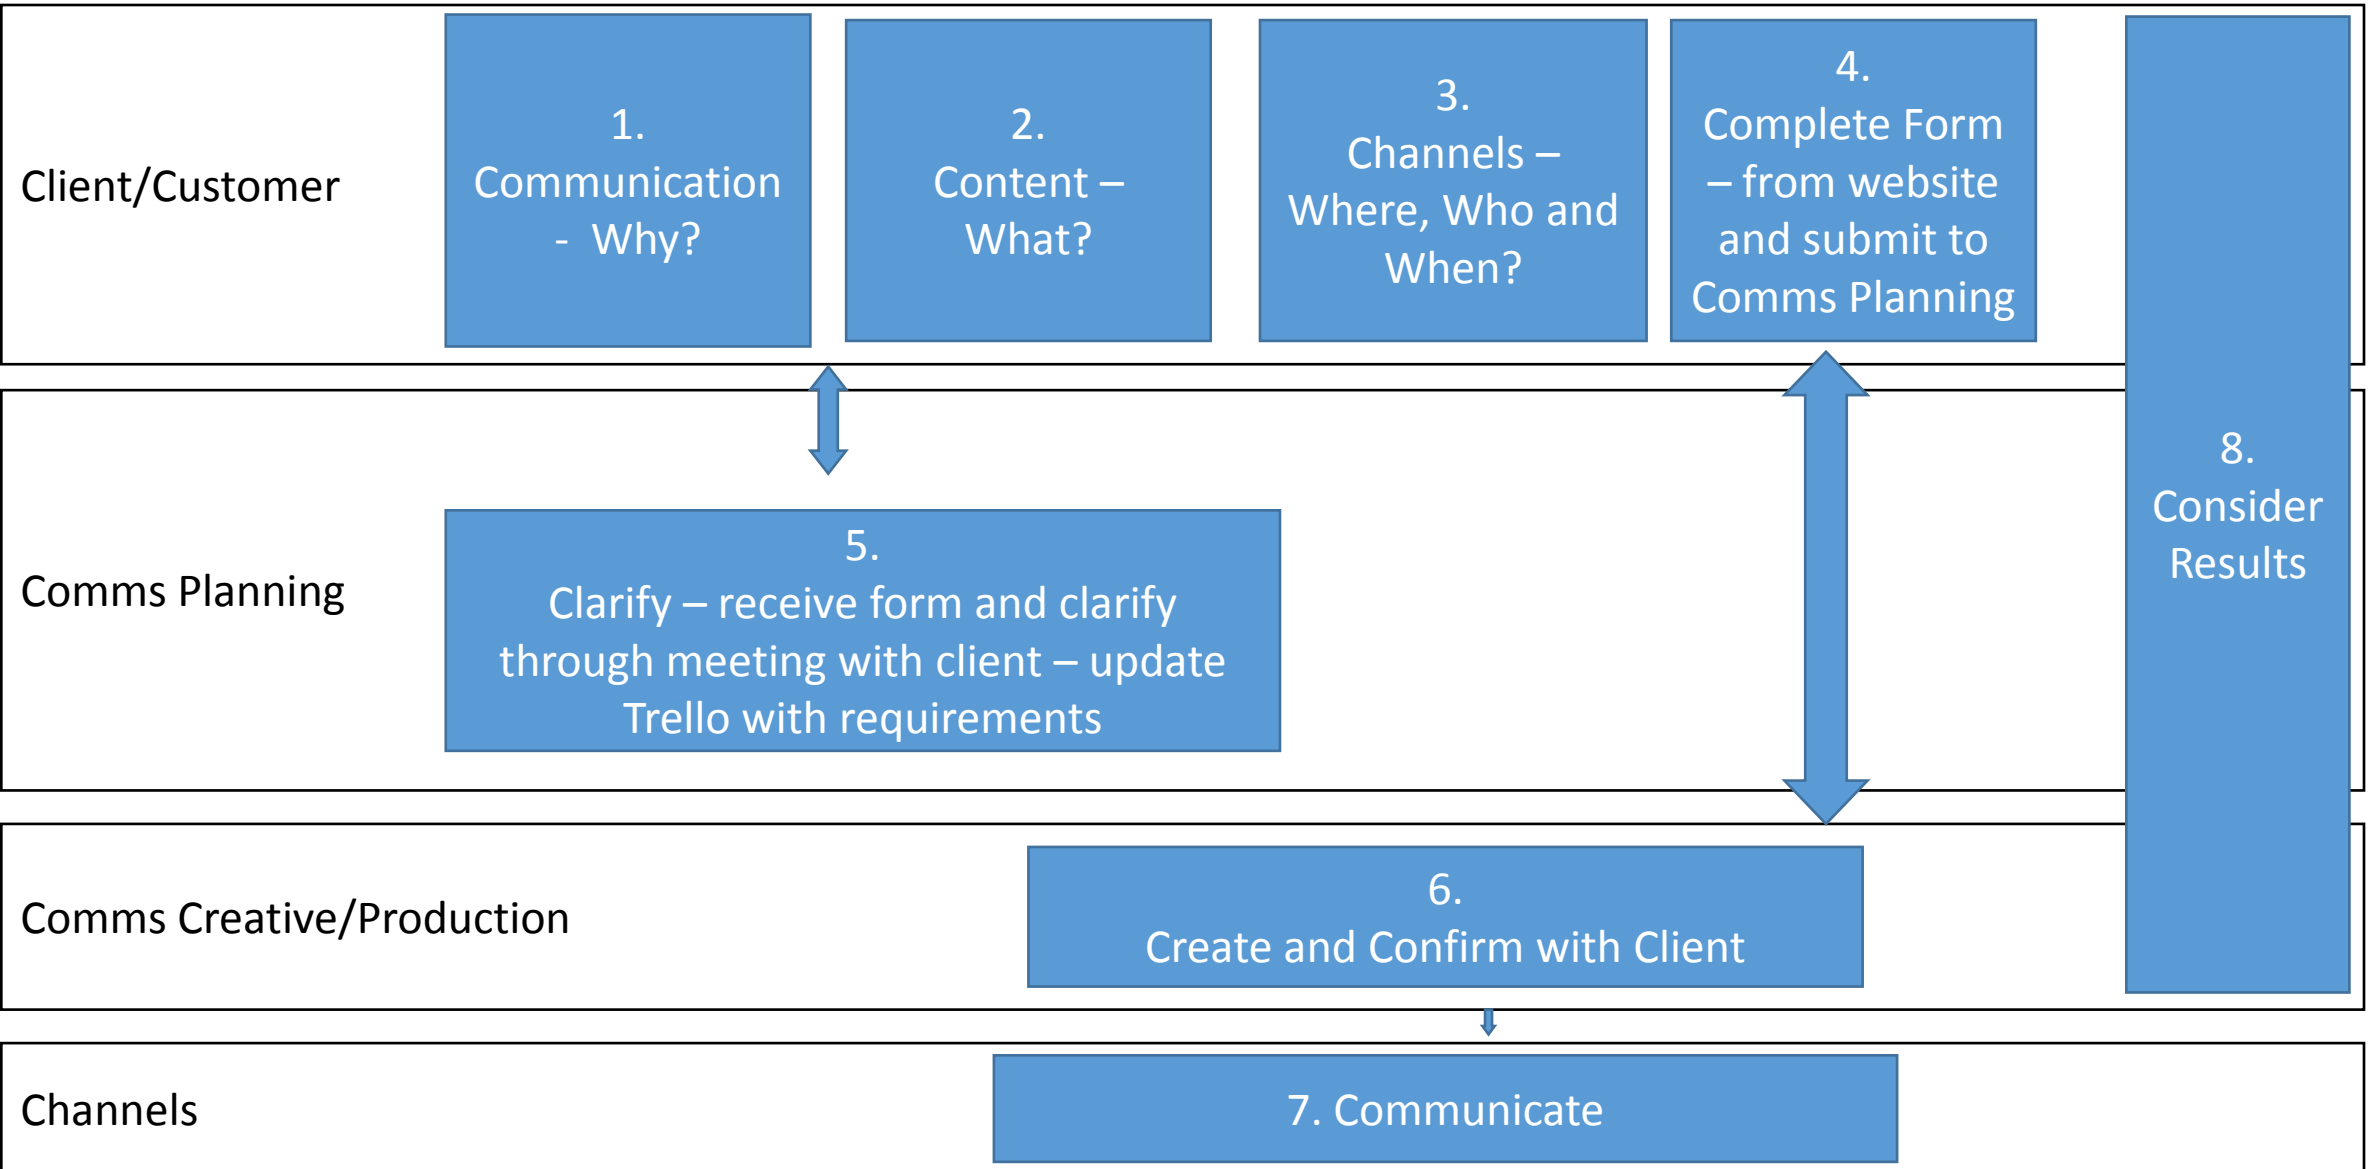 Client/Customer
1.
Communication
- Why?
2.
Content –
What?
3.
Channels –
Where, Who and
When?
4.
Complete Form
– from website
and submit to
Comms Planning
Comms Planning
5.
Clarify – receive form and clarify
through meeting with client – update
Trello with requirements
8.
Consider
Results
Comms Creative/Production
6.
Create and Confirm with Client
Channels
7. Communicate